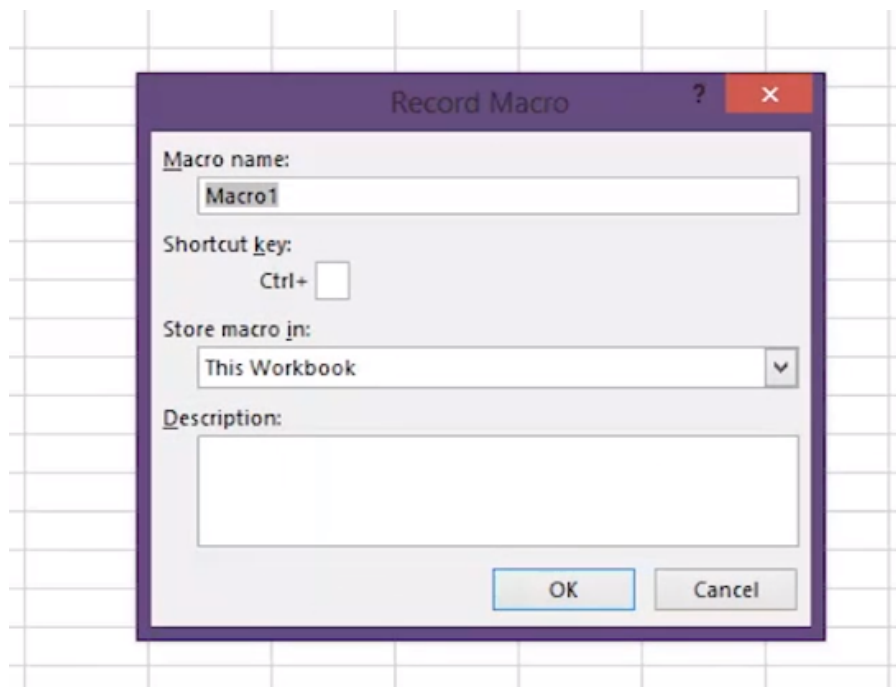 Record Macro ?
Macro name:
Macro1
Shortcut key:
Ctrl+
Store macro in:
This Workbook
Description:
OK Cancel